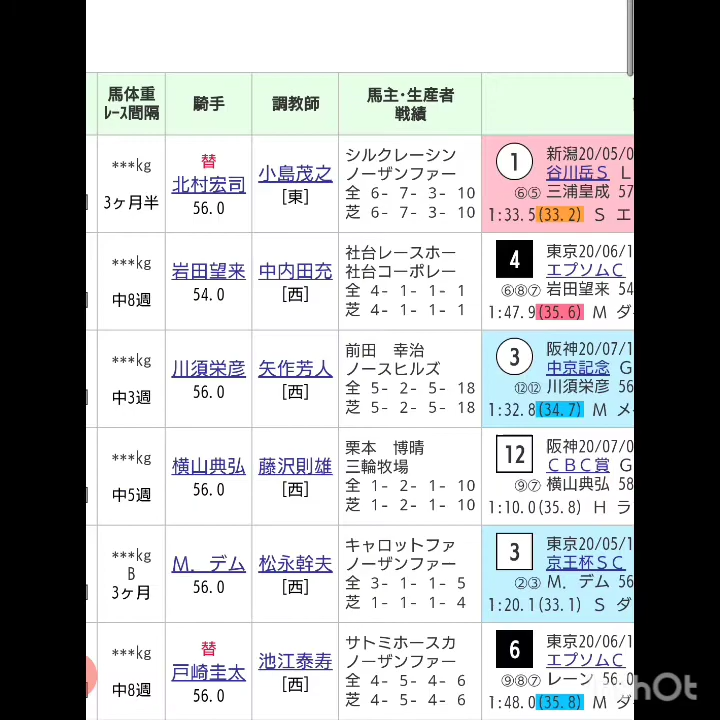 馬体重
ﾚｰｽ間隔
騎手
調教師
馬主・生産者
戦績
***kg
3ヶ月半
替
北村宏司
56.0
小島茂之
[東]
シルクレーシン
ノーザンファー
全 6- 7- 3- 10
芝 6- 7- 3- 10
1
新潟20/05/0
谷川岳Ｓ Ｌ
⑥⑤ 三浦皇成 57
1:33.5(33.2) Ｓ エ
***kg
中8週
岩田望来
54.0
中内田充
[西]
社台レースホー
社台コーポレー
全 4- 1- 1- 1
芝 4- 1- 1- 1
4
東京20/06/1
エプソムＣ
⑥⑧⑦ 岩田望来 54
1:47.9(35.6) Ｍ ダ
***kg
中3週
川須栄彦
56.0
矢作芳人
[西]
前田　幸治
ノースヒルズ
全 5- 2- 5- 18
芝 5- 2- 5- 18
3
阪神20/07/1
中京記念 Ｇ
⑫⑫ 川須栄彦 56
1:32.8(34.7) Ｍ メ
***kg
中5週
横山典弘
56.0
藤沢則雄
[西]
栗本　博晴
三輪牧場
全 1- 2- 1- 10
芝 1- 2- 1- 10
12
阪神20/07/0
ＣＢＣ賞 Ｇ
⑨⑦ 横山典弘 58
1:10.0(35.8) Ｈ ラ
***kg
B
3ヶ月
Ｍ．デム
56.0
松永幹夫
[西]
キャロットファ
ノーザンファー
全 3- 1- 1- 5
芝 1- 1- 1- 4
3
東京20/05/1
京王杯ＳＣ
②③ Ｍ．デム 56
1:20.1(33.1) Ｓ ダ
***kg
中8週
替
戸崎圭太
56.0
池江泰寿
[西]
サトミホースカ
ノーザンファー
全 4- 5- 4- 6
芝 4- 5- 4- 6
6
東京20/06/1
エプソムＣ
⑨⑧⑦ レーン 56.0
1:48.0(35.8) Ｍ ダ